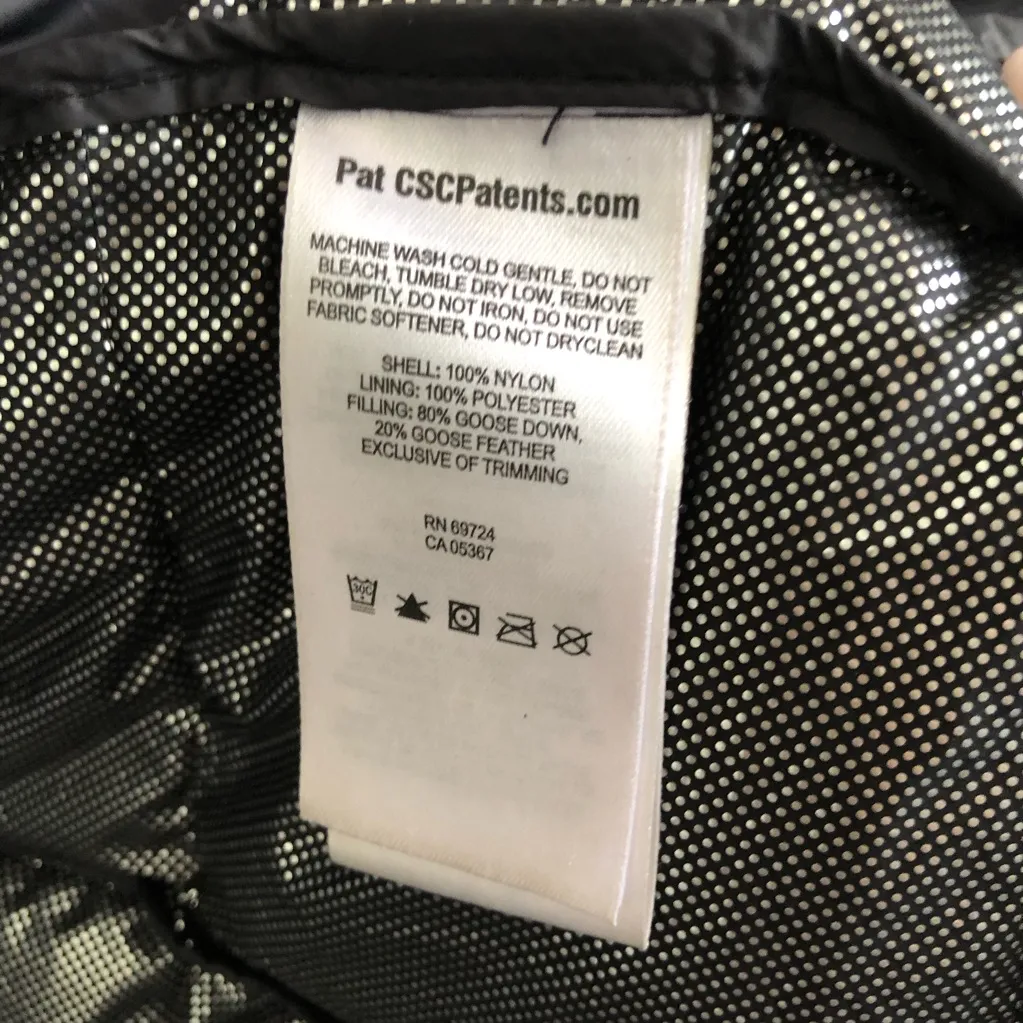 Pat CSCPatents.com
MACHINE WASH COLD GENTLE, DO NOT
BLEACH, TUMBLE DRY LOW, REMOVE
PROMPTLY, DO NOT IRON, DO NOT USE
FABRIC SOFTENER, DO NOT DRYCLEAN
SHELL: 100% NYLON
LINING: 100% POLYESTER
FILLING: 80% GOOSE DOWN,
20% GOOSE FEATHER
EXCLUSIVE OF TRIMMING
RN 69724
CA 05367
30C